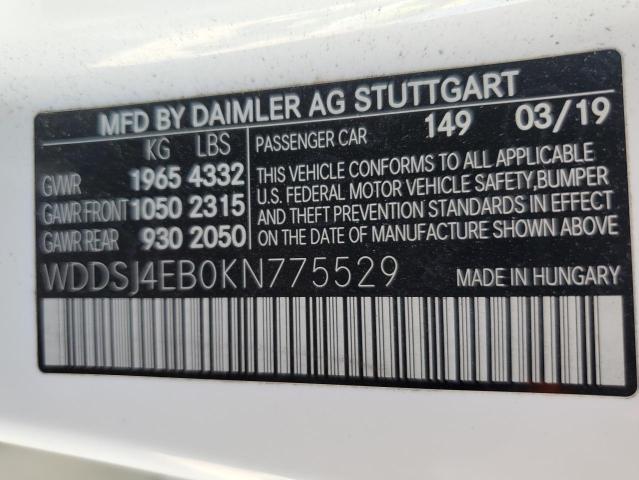 MFD BY DAIMLER AG STUTTGART
KG LBS
GVWR 1965 4332
GAWR FRONT 1050 2315
GAWR REAR 930 2050
PASSENGER CAR 149 03/19
THIS VEHICLE CONFORMS TO ALL APPLICABLE
U.S. FEDERAL MOTOR VEHICLE SAFETY,BUMPER
AND THEFT PREVENTION STANDARDS IN EFFECT
ON THE DATE OF MANUFACTURE SHOWN ABOVE
WDDSJ4EB0KN775529
MADE IN HUNGARY